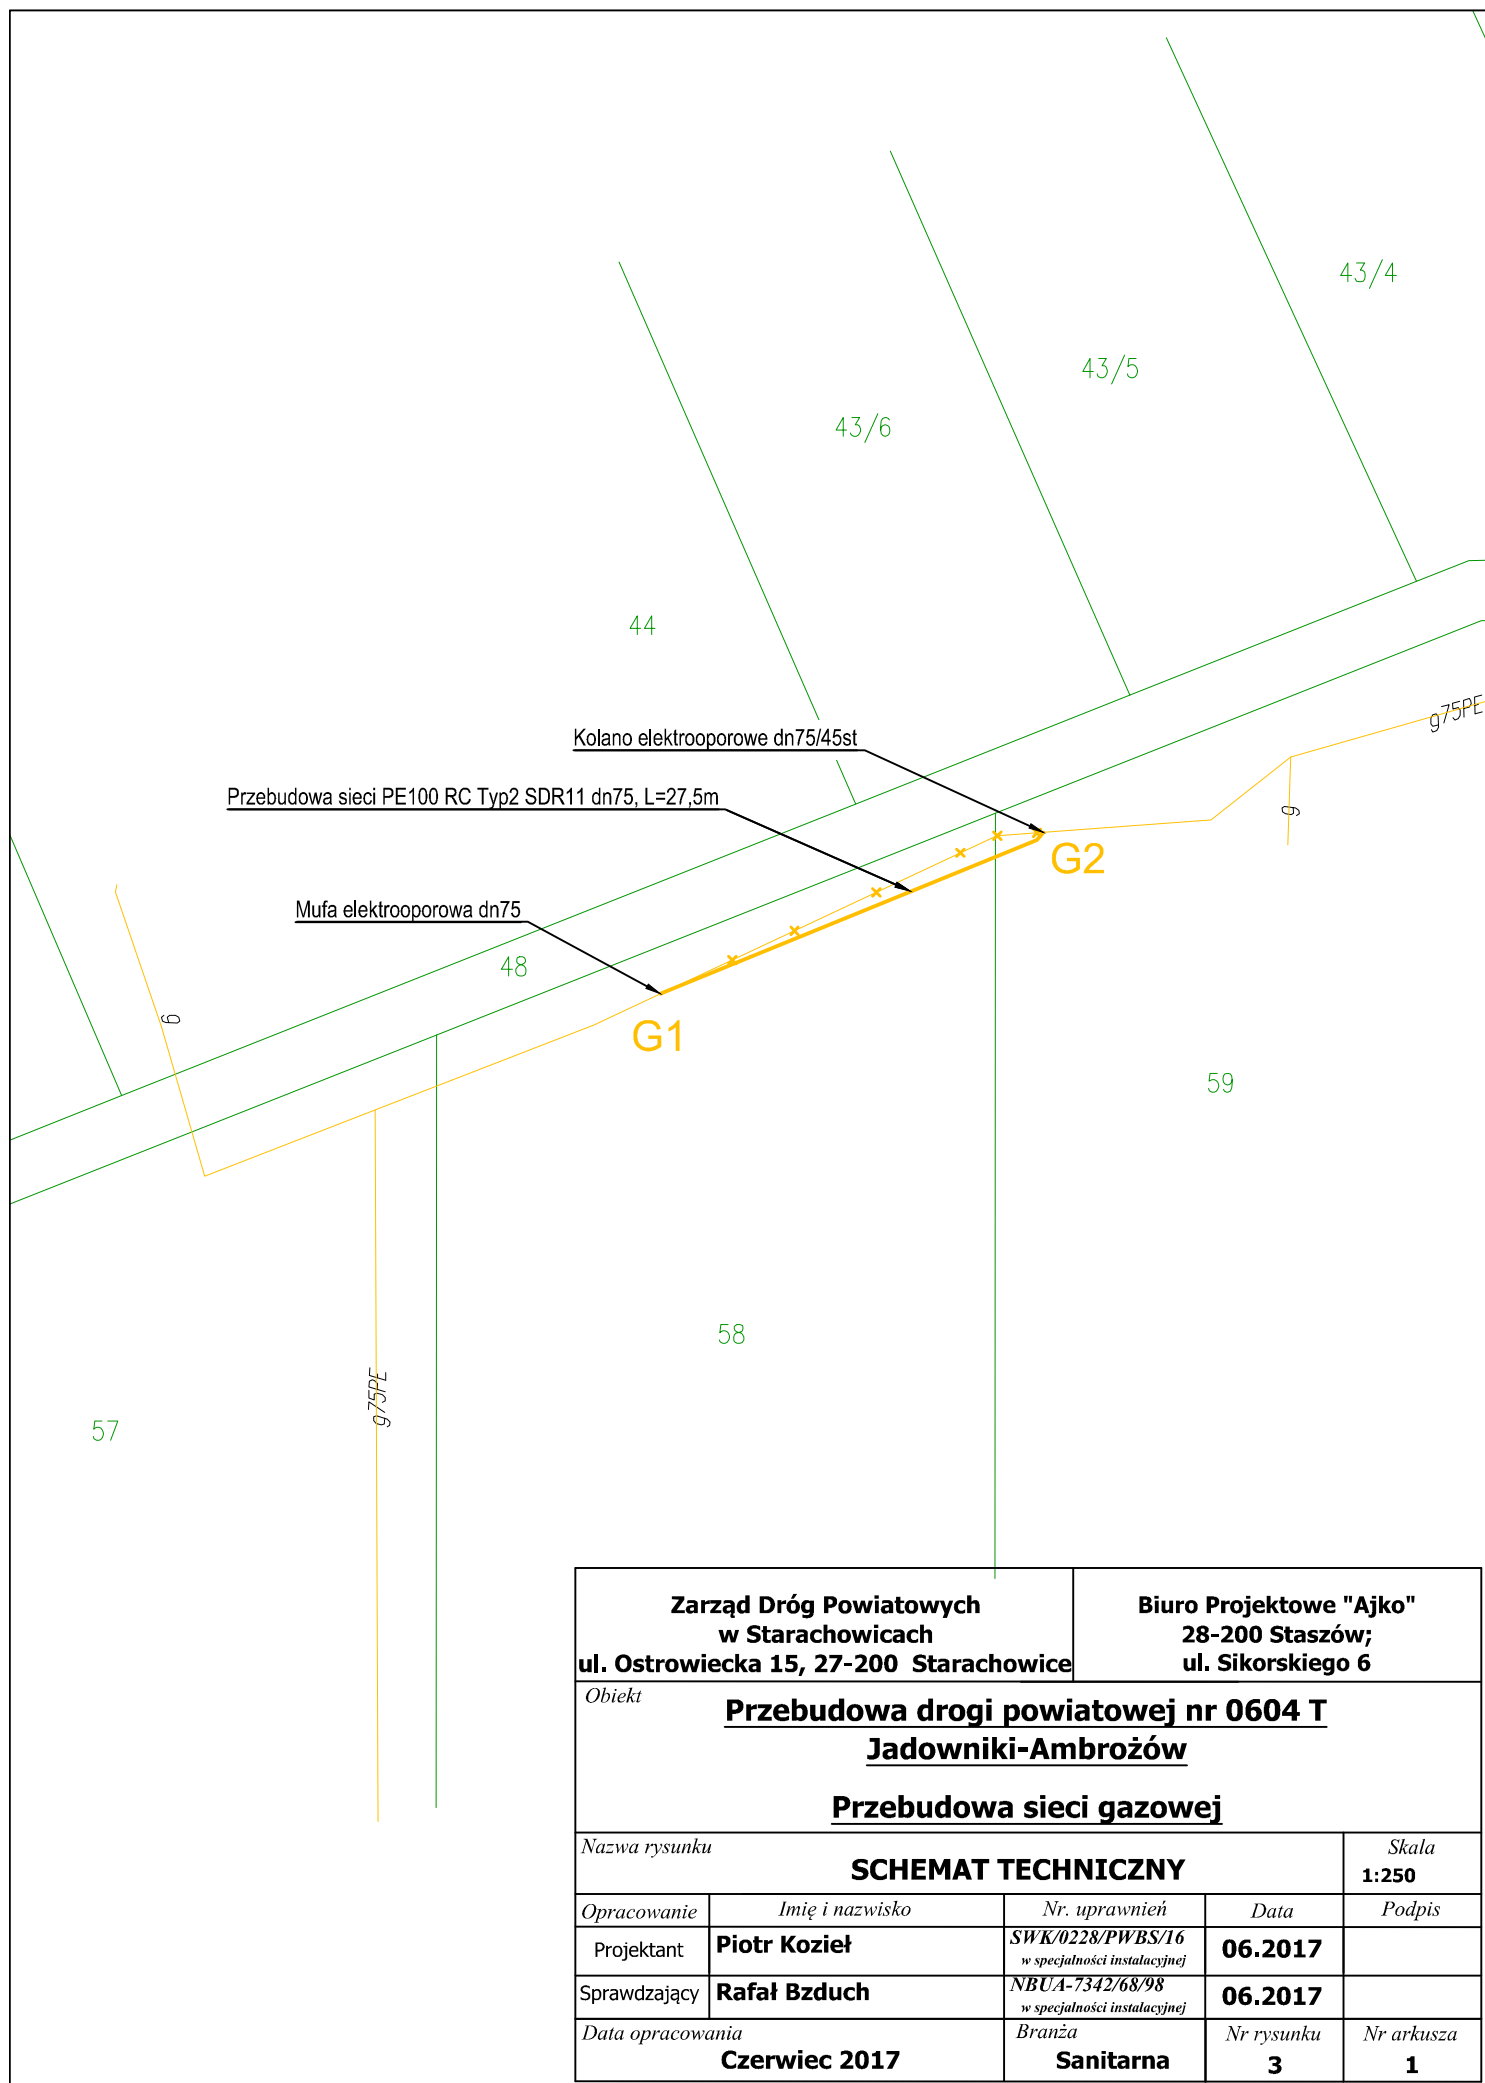 43/4
43/5
43/6
44
g75PE
Kolano elektrooporowe dn75/45st
Przebudowa sieci PE100 RC Typ2 SDR11 dn75, L=27,5m
g
G2
Mufa elektrooporowa dn75
48
g
G1
59
58
g75PE
57
Zarząd Dróg Powiatowych
w Starachowicach
ul. Ostrowiecka 15, 27-200 Starachowice
Biuro Projektowe "Ajko"
28-200 Staszów;
ul. Sikorskiego 6
Obiekt
Przebudowa drogi powiatowej nr 0604 T
Jadowniki-Ambrożów
Przebudowa sieci gazowej
Nazwa rysunku
SCHEMAT TECHNICZNY
Skala
1:250
Opracowanie
Imię i nazwisko
Nr. uprawnień
Data
Podpis
Projektant
Piotr Kozieł
SWK/0228/PWBS/16
w specjalności instalacyjnej
06.2017
Sprawdzający
Rafał Bzduch
NBUA-7342/68/98
w specjalności instalacyjnej
06.2017
Data opracowania
Czerwiec 2017
Branża
Sanitarna
Nr rysunku
3
Nr arkusza
1